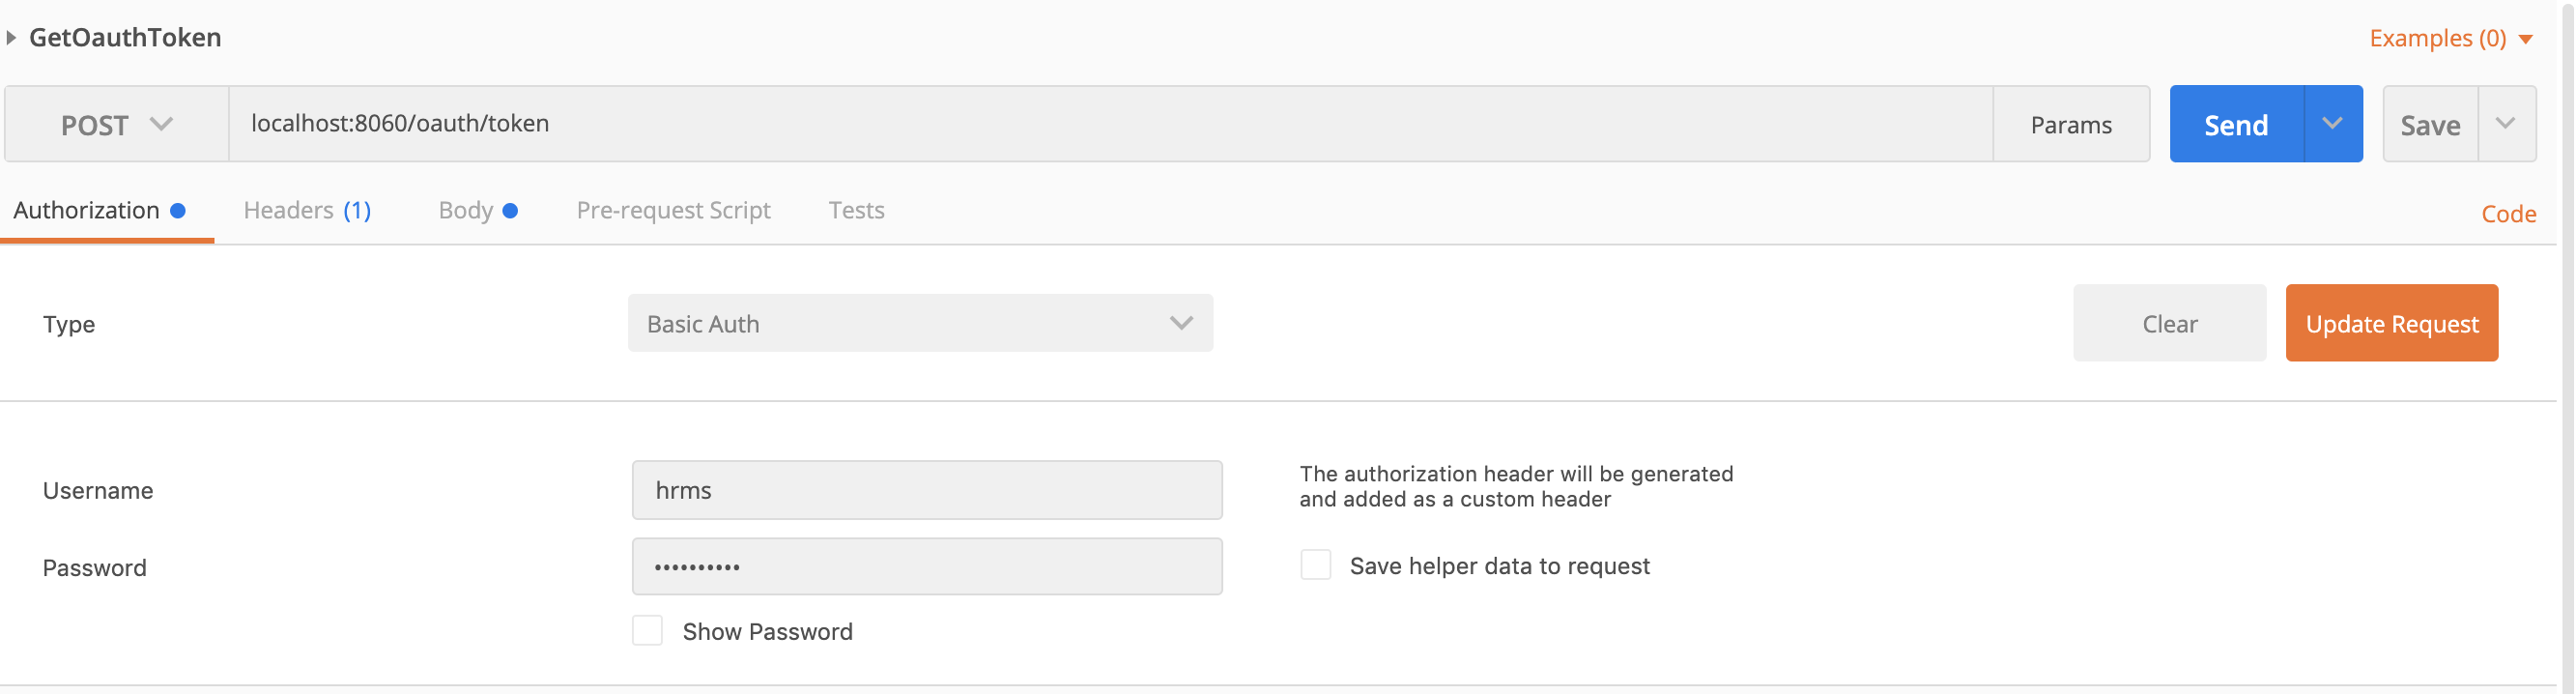 GetOauthToken
Examples (0)
POST
localhost:8060/oauth/token
Params
Send
Save
Authorization
Headers (1)
Body
Pre-request Script
Tests
Code
Type
Basic Auth
Clear
Update Request
Username
hrms
The authorization header will be generated
and added as a custom header
Password
••••••••••
Save helper data to request
Show Password